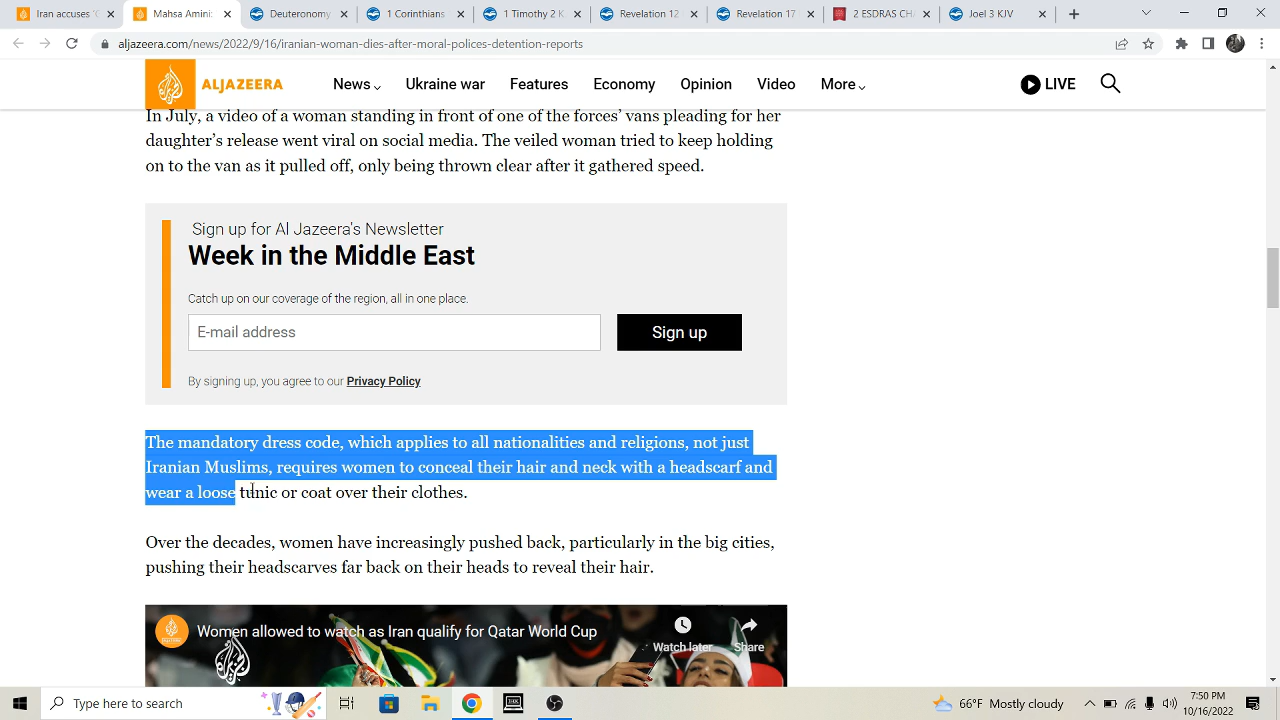 Iran accuses 'C
Mahsa Amini:
Deuteronomy
1 Corinthians
1 Timothy 2 K
Revelation 12
Revelation 17
2 ESDRAS CHA
Joel 3
aljazeera.com/news/2022/9/16/iranian-woman-dies-after-moral-polices-detention-reports
ALJAZEERA
News
Ukraine war
Features
Economy
Opinion
Video
More
LIVE
In July, a video of a woman standing in front of one of the forces' vans pleading for her
daughter's release went viral on social media. The veiled woman tried to keep holding
on to the van as it pulled off, only being thrown clear after it gathered speed.
Sign up for Al Jazeera's Newsletter
Week in the Middle East
Catch up on our coverage of the region, all in one place.
E-mail address
Sign up
By signing up, you agree to our Privacy Policy
The mandatory dress code, which applies to all nationalities and religions, not just
Iranian Muslims, requires women to conceal their hair and neck with a headscarf and
wear a loose tunic or coat over their clothes.
Over the decades, women have increasingly pushed back, particularly in the big cities,
pushing their headscarves far back on their heads to reveal their hair.
Women allowed to watch as Iran qualify for Qatar World Cup
Watch later
Share
Type here to search
66°F Mostly cloudy
7:50 PM
10/16/2022